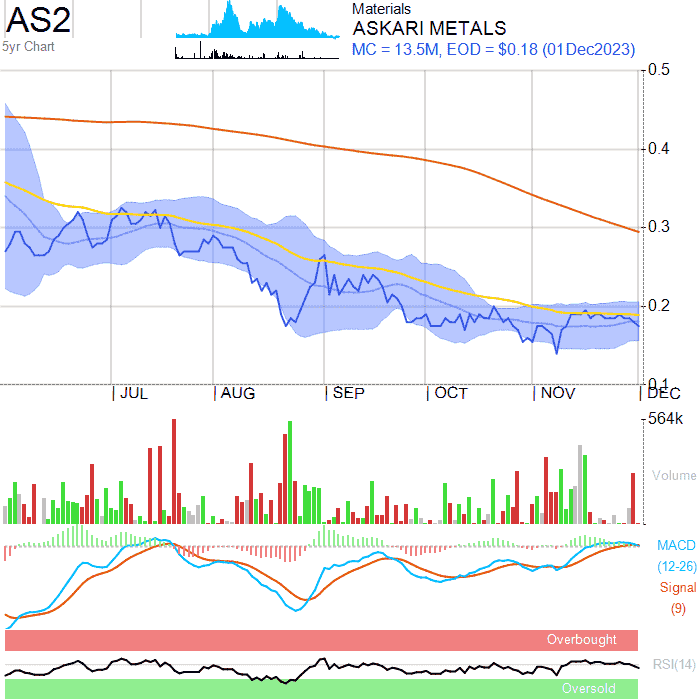 AS2
5yr Chart
Materials
ASKARI METALS
MC = 13.5M, EOD = $0.18 (01Dec2023)
0.5
0.4
0.3
0.2
0.1
JUL
AUG
SEP
OCT
NOV
DEC
564k
Volume
MACD
(12-26)
Signal
(9)
Overbought
RSI(14)
Oversold